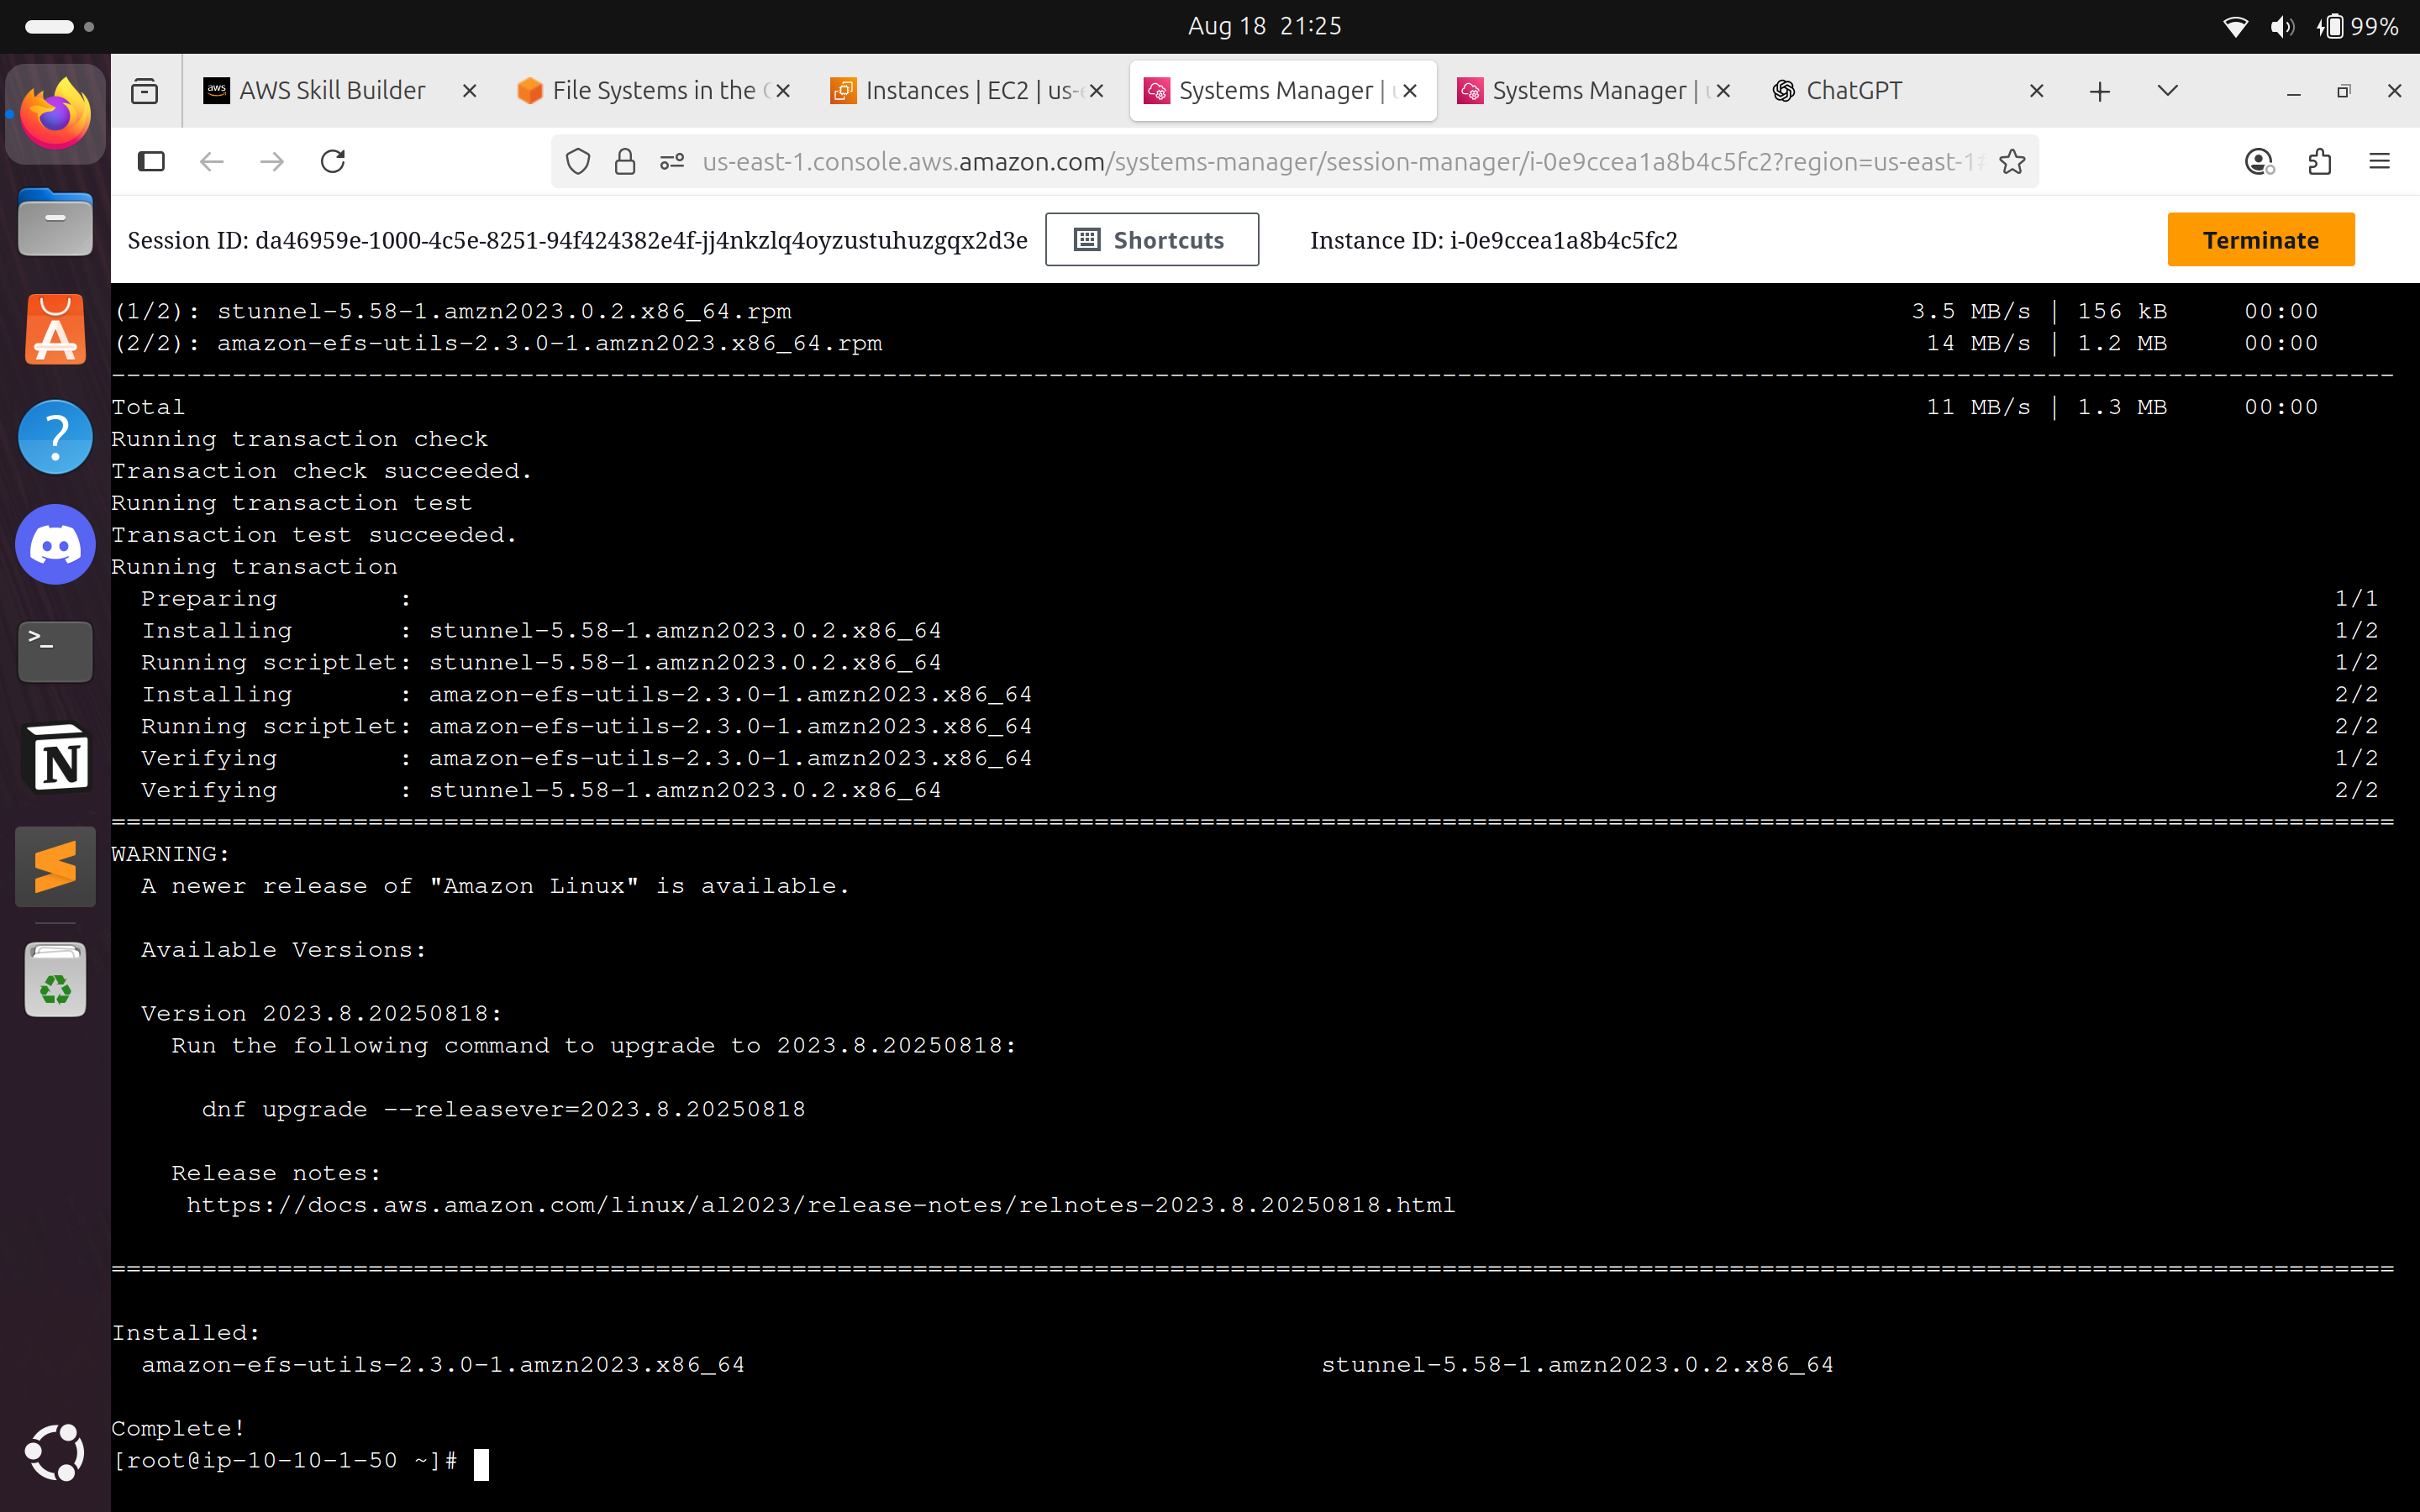 Aug 18 21:25
99%
AWS Skill Builder
File Systems in the
Instances | EC2 | us-
Systems Manager |
Systems Manager |
ChatGPT
us-east-1.console.aws.amazon.com/systems-manager/session-manager/i-0e9ccea1a8b4c5fc2?region=us-east-1#
Session ID: da46959e-1000-4c5e-8251-94f424382e4f-jj4nkzlq4oyzustuhuzgqx2d3e
Shortcuts
Instance ID: i-0e9ccea1a8b4c5fc2
Terminate
(1/2): stunnel-5.58-1.amzn2023.0.2.x86_64.rpm 3.5 MB/s | 156 kB 00:00
(2/2): amazon-efs-utils-2.3.0-1.amzn2023.x86_64.rpm 14 MB/s | 1.2 MB 00:00
Total 11 MB/s | 1.3 MB 00:00
Running transaction check
Transaction check succeeded.
Running transaction test
Transaction test succeeded.
Running transaction
Preparing : 1/1
Installing : stunnel-5.58-1.amzn2023.0.2.x86_64 1/2
Running scriptlet: stunnel-5.58-1.amzn2023.0.2.x86_64 1/2
Installing : amazon-efs-utils-2.3.0-1.amzn2023.x86_64 2/2
Running scriptlet: amazon-efs-utils-2.3.0-1.amzn2023.x86_64 2/2
Verifying : amazon-efs-utils-2.3.0-1.amzn2023.x86_64 1/2
Verifying : stunnel-5.58-1.amzn2023.0.2.x86_64 2/2
WARNING:
A newer release of "Amazon Linux" is available.
Available Versions:
Version 2023.8.20250818:
Run the following command to upgrade to 2023.8.20250818:
dnf upgrade --releasever=2023.8.20250818
Release notes:
https://docs.aws.amazon.com/linux/al2023/release-notes/relnotes-2023.8.20250818.html
Installed:
amazon-efs-utils-2.3.0-1.amzn2023.x86_64 stunnel-5.58-1.amzn2023.0.2.x86_64
Complete!
[root@ip-10-10-1-50 ~]#